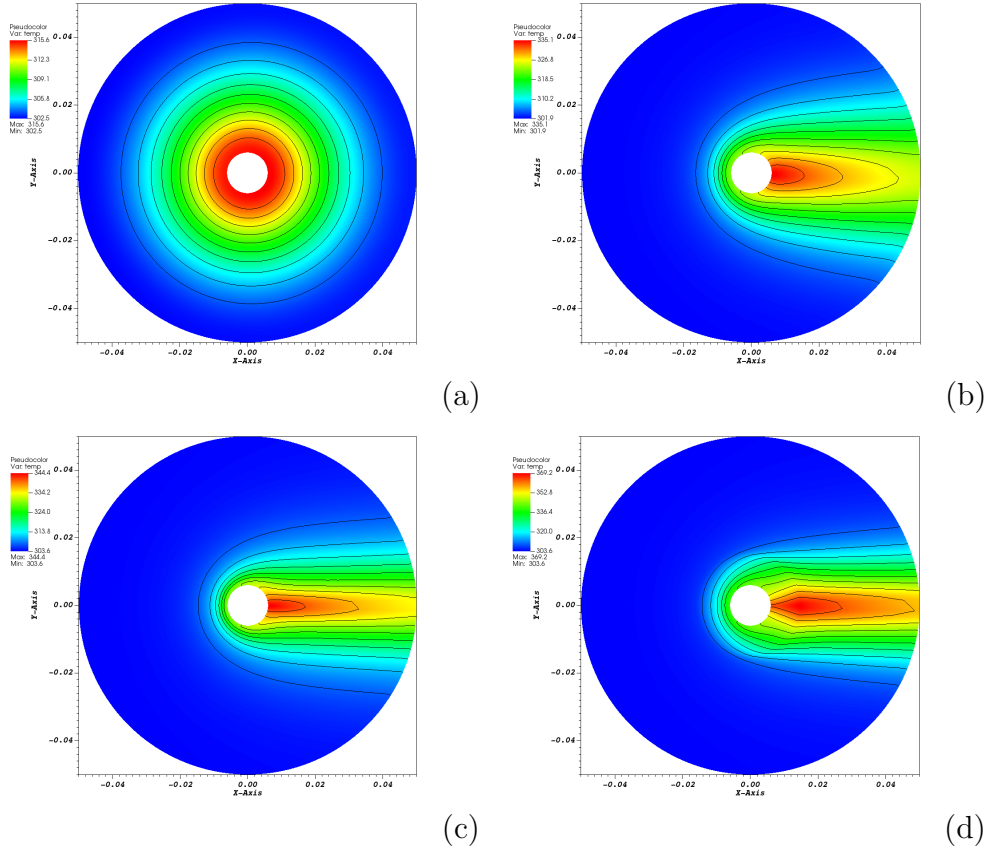 Pseudocolor
Var: temp
315.6
312.3
309.1
305.8
302.5
Max: 315.6
Min: 302.5
0.04
0.02
0.00
-0.02
-0.04
Y-Axis
-0.04 -0.02 0.00 0.02 0.04
X-Axis
(a)
Pseudocolor
Var: temp
335.1
326.8
318.5
310.2
301.9
Max: 335.1
Min: 301.9
0.04
0.02
0.00
-0.02
-0.04
Y-Axis
-0.04 -0.02 0.00 0.02 0.04
X-Axis
(b)
Pseudocolor
Var: temp
344.4
334.2
324.0
313.8
303.6
Max: 344.4
Min: 303.6
0.04
0.02
0.00
-0.02
-0.04
Y-Axis
-0.04 -0.02 0.00 0.02 0.04
X-Axis
(c)
Pseudocolor
Var: temp
369.2
352.8
336.4
320.0
303.6
Max: 369.2
Min: 303.6
0.04
0.02
0.00
-0.02
-0.04
Y-Axis
-0.04 -0.02 0.00 0.02 0.04
X-Axis
(d)